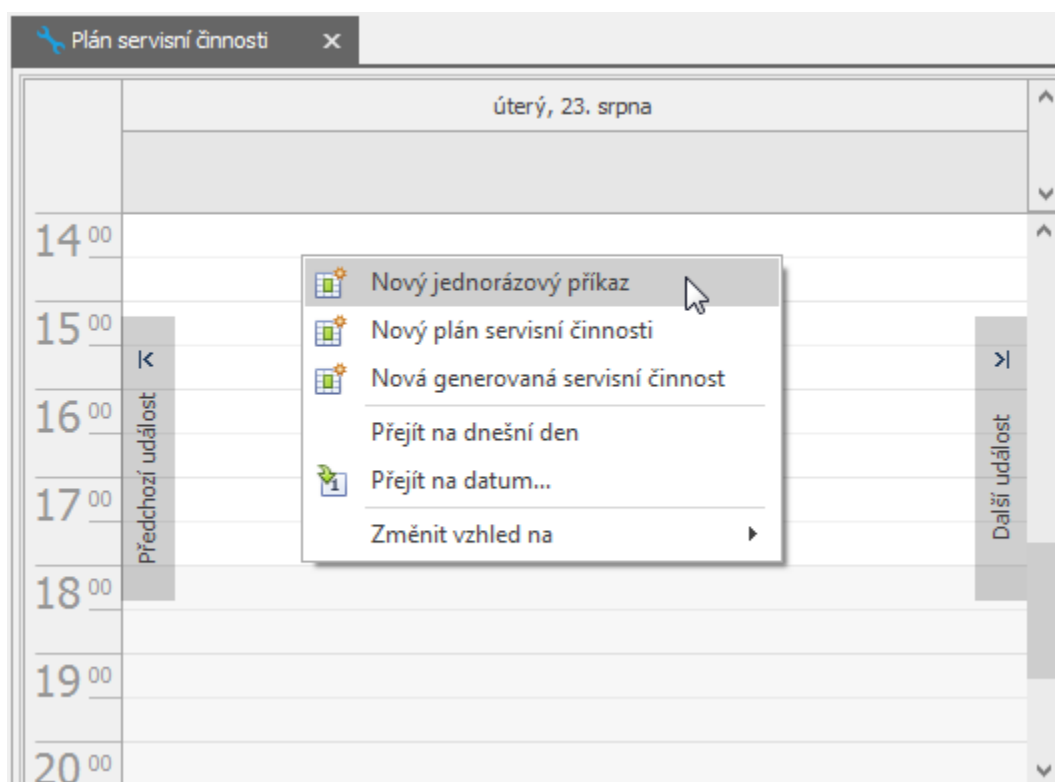 Plán servisní činnosti
úterý, 23. srpna
14 00
15 00
16 00
17 00
18 00
19 00
20 00
Předchozí událost
Nový jednorázový příkaz
Nový plán servisní činnosti
Nová generovaná servisní činnost
Přejít na dnešní den
1 Přejít na datum...
Změnit vzhled na
Další událost